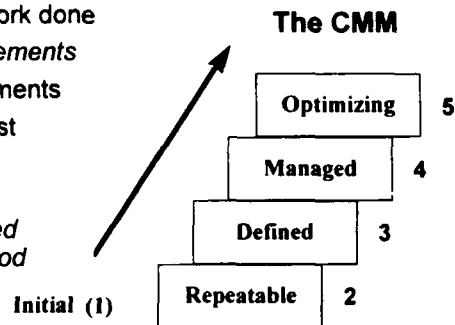 ork done
ements
ments
st
ed
od
The CMM
Optimizing 5
Managed 4
Defined 3
Repeatable 2
Initial (1)